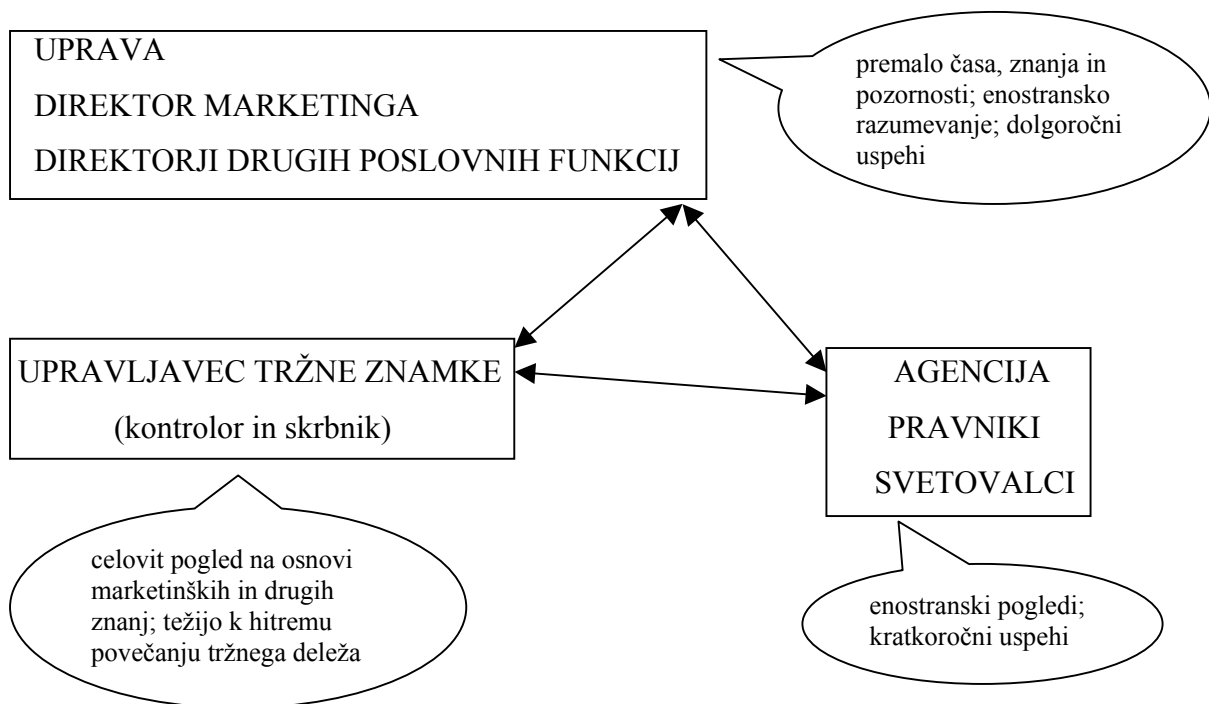 UPRAVA
DIREKTOR MARKETINGA
DIREKTORJI DRUGIH POSLOVNIH FUNKCIJ
premalo časa, znanja in
pozornosti; enostransko
razumevanje; dolgoročni
uspehi
UPRAVLJAVEC TRŽNE ZNAMKE
(kontrolor in skrbnik)
AGENCIJA
PRAVNIKI
SVETOVALCI
celovit pogled na osnovi
marketinških in drugih
znanj; težijo k hitremu
povečanju tržnega deleža
enostranski pogledi;
kratkoročni uspehi